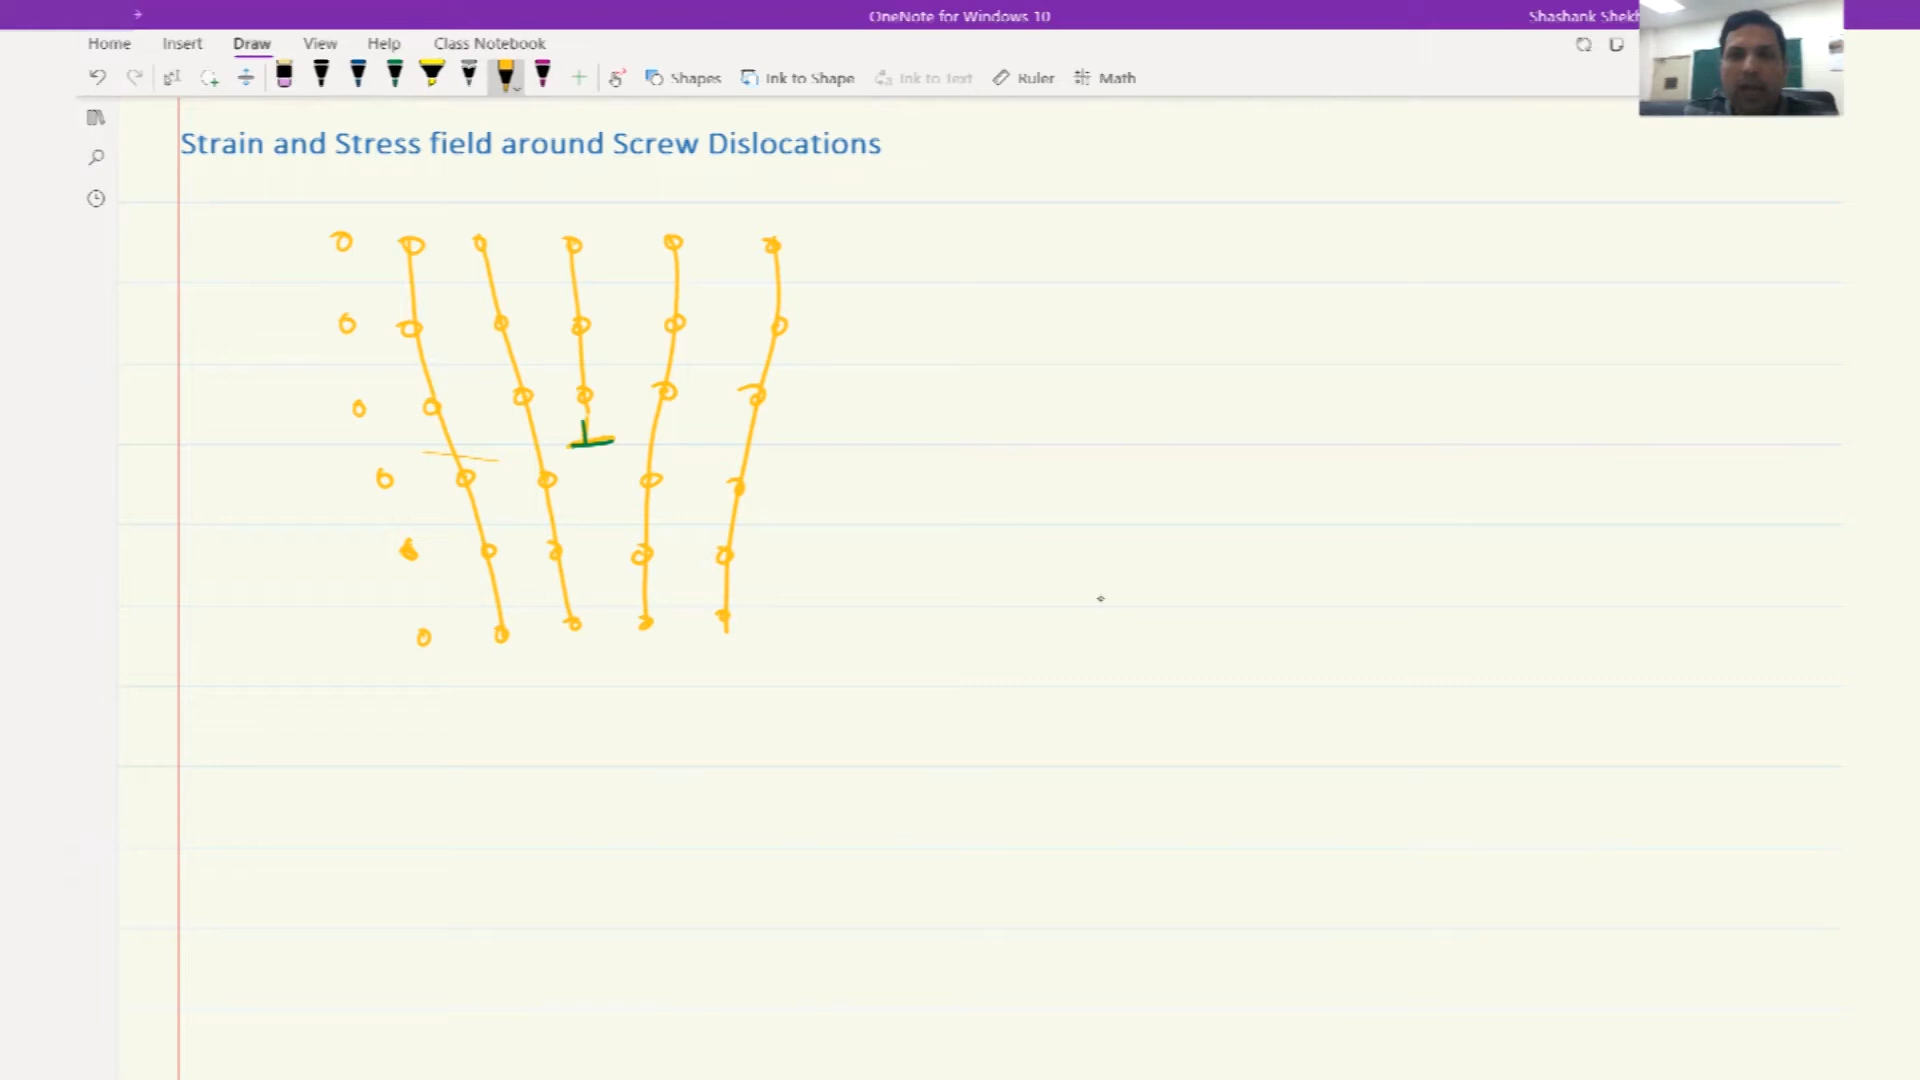 OneNote for Windows 10
Shashank Shekh
Home Insert Draw View Help Class Notebook
Shapes Ink to Shape Ink to Text Ruler Math
Strain and Stress field around Screw Dislocations